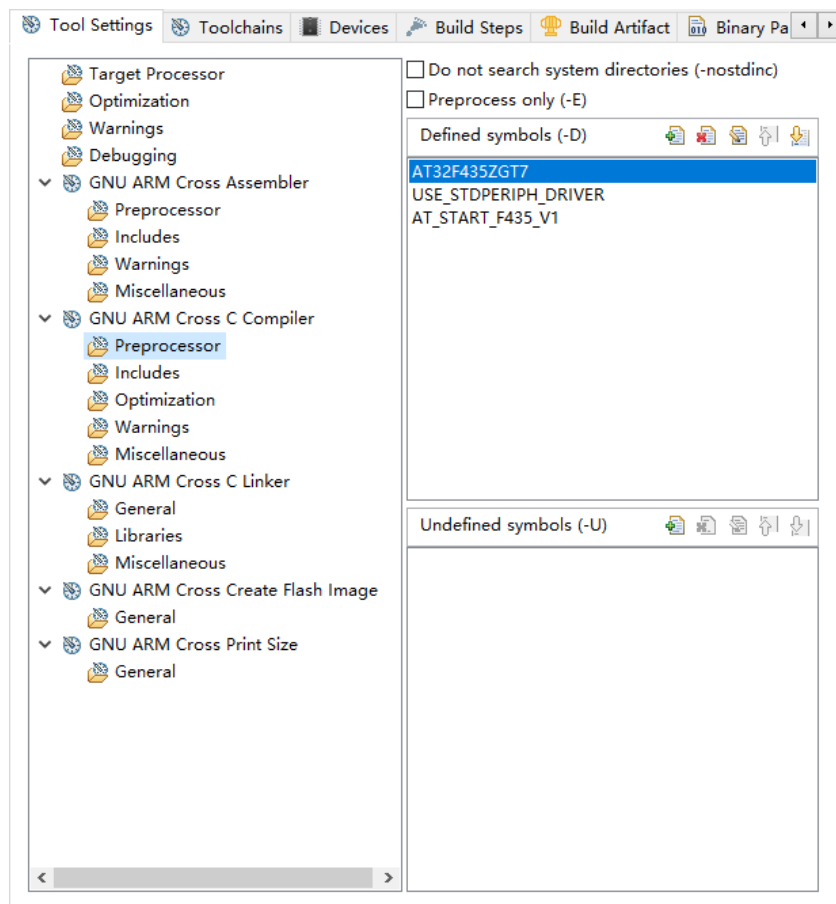 Tool Settings Toolchains Devices Build Steps Build Artifact Binary Pa
Target Processor
Optimization
Warnings
Debugging
GNU ARM Cross Assembler
Preprocessor
Includes
Warnings
Miscellaneous
GNU ARM Cross C Compiler
Preprocessor
Includes
Optimization
Warnings
Miscellaneous
GNU ARM Cross C Linker
General
Libraries
Miscellaneous
GNU ARM Cross Create Flash Image
General
GNU ARM Cross Print Size
General
Do not search system directories (-nostdinc)
Preprocess only (-E)
Defined symbols (-D)
AT32F435ZGT7
USE_STDPERIPH_DRIVER
AT_START_F435_V1
Undefined symbols (-U)